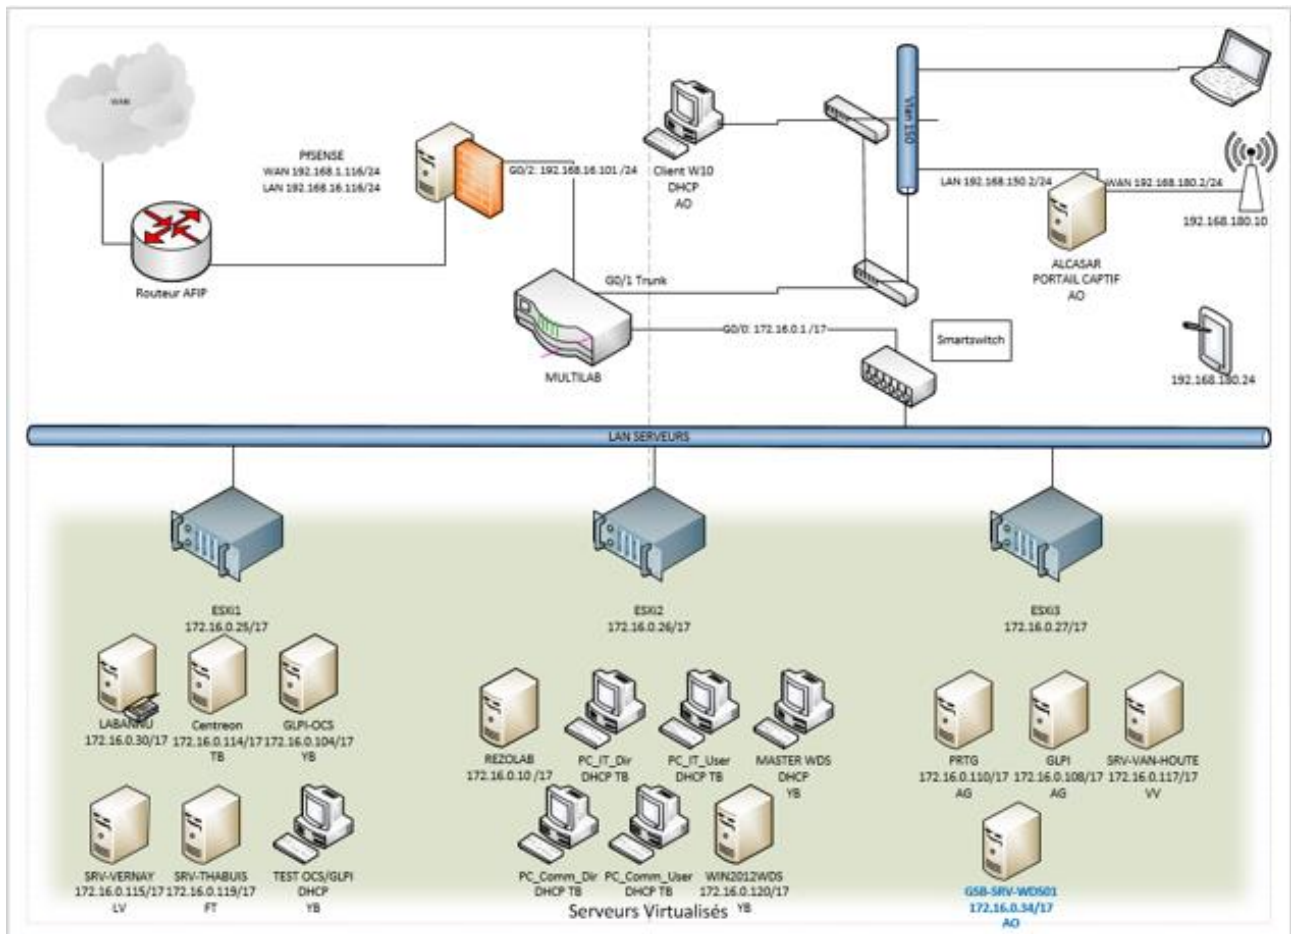 WAN
PfSENSE
WAN 192.168.1.116/24
LAN 192.168.16.116/24
G0/2: 192.168.16.101 /24
Routeur AFIP
Client W10
DHCP
AO
Vlan 150
LAN 192.168.150.2/24
WAN 192.168.180.2/24
192.168.180.10
ALCASAR
PORTAIL CAPTIF
AO
G0/1 Trunk
G0/0: 172.16.0.1 /17
MULTILAB
Smartswitch
192.168.180.24
LAN SERVEURS
ESXi1
172.16.0.25/17
ESXi2
172.16.0.26/17
ESXi3
172.16.0.27/17
LABANNU
172.16.0.30/17
Centreon
172.16.0.114/17
TB
GLPI-OCS
172.16.0.104/17
YB
REZOLAB
172.16.0.10 /17
PC_IT_Dir
DHCP TB
PC_IT_User
DHCP TB
MASTER WDS
DHCP
YB
PRTG
172.16.0.110/17
AG
GLPI
172.16.0.108/17
AG
SRV-VAN-HOUTE
172.16.0.117/17
VV
SRV-VERNAY
172.16.0.115/17
LV
SRV-THABUIS
172.16.0.119/17
FT
TEST OCS/GLPI
DHCP
YB
PC_Comm_Dir
DHCP TB
PC_Comm_User
DHCP TB
WIN2012WDS
172.16.0.120/17
YB
GSB-SRV-WDS01
172.16.0.34/17
AO
Serveurs Virtualisés